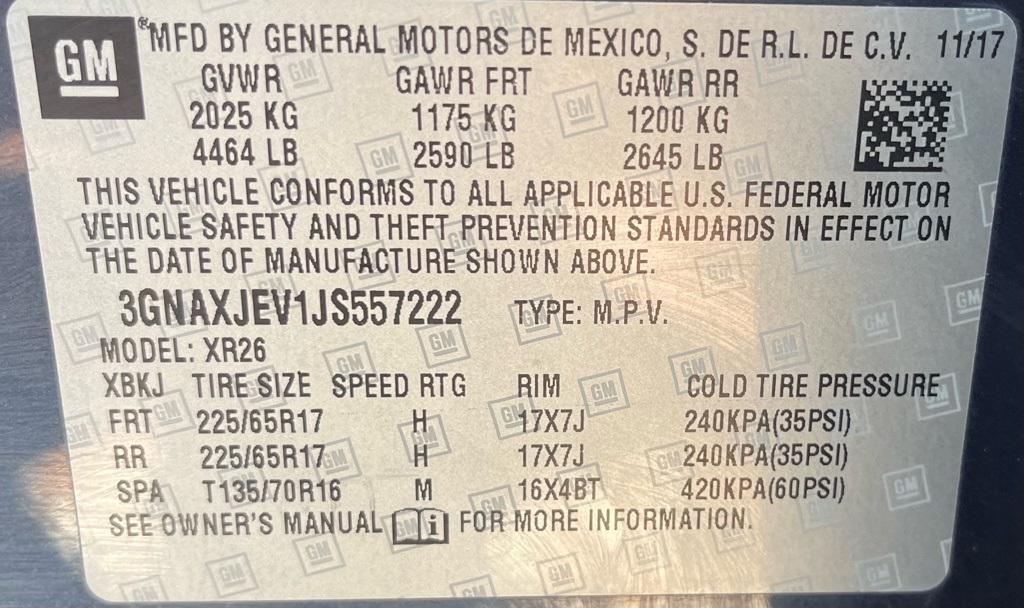 GM ® MFD BY GENERAL MOTORS DE MEXICO, S. DE R.L. DE C.V. 11/17
GVWR GAWR FRT GAWR RR
2025 KG 1175 KG 1200 KG
4464 LB 2590 LB 2645 LB
THIS VEHICLE CONFORMS TO ALL APPLICABLE U.S. FEDERAL MOTOR
VEHICLE SAFETY AND THEFT PREVENTION STANDARDS IN EFFECT ON
THE DATE OF MANUFACTURE SHOWN ABOVE.
3GNAXJEV1JS557222 TYPE: M.P.V.
MODEL: XR26
XBKJ TIRE SIZE SPEED RTG RIM COLD TIRE PRESSURE
FRT 225/65R17 H 17X7J 240KPA(35PSI)
RR 225/65R17 H 17X7J 240KPA(35PSI)
SPA T135/70R16 M 16X4BT 420KPA(60PSI)
SEE OWNER'S MANUAL i FOR MORE INFORMATION.